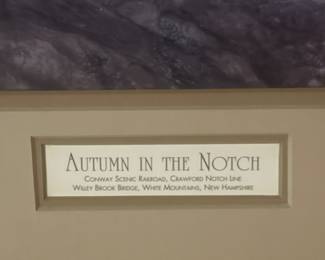 AUTUMN IN THE NOTCH
CONWAY SCENIC RAILROAD, CRAWFORD NOTCH LINE
WILLEY BROOK BRIDGE, WHITE MOUNTAINS, NEW HAMPSHIRE